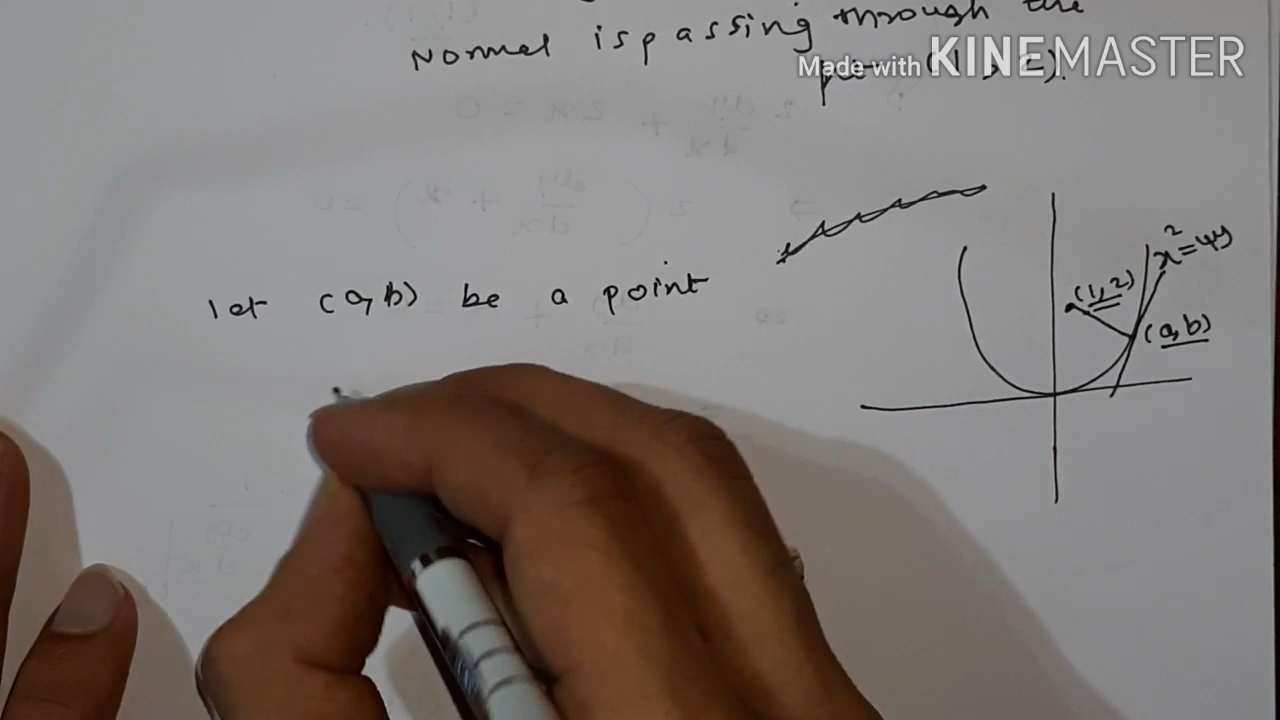 Normal is passing through the
Made with KINEMASTER
let (a, b) be a point
x² = 4y
(1, 2)
(a, b)